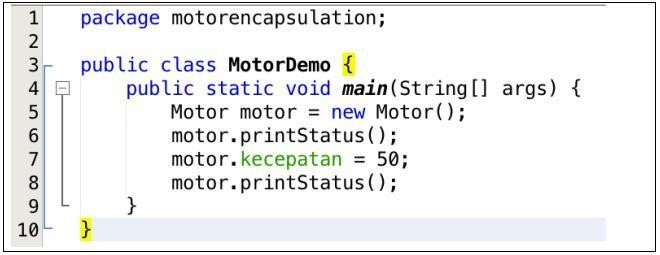 1 package motorencapsulation;
2
3 public class MotorDemo {
4     public static void main(String[] args) {
5         Motor motor = new Motor();
6         motor.printStatus();
7         motor.kecepatan = 50;
8         motor.printStatus();
9     }
10 }